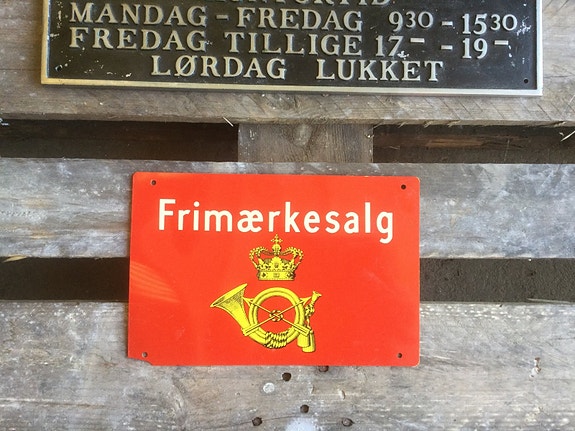 MANDAG - FREDAG 9³⁰ - 15³⁰
FREDAG TILLIGE 17.- - 19.-
LØRDAG LUKKET
Frimærkesalg